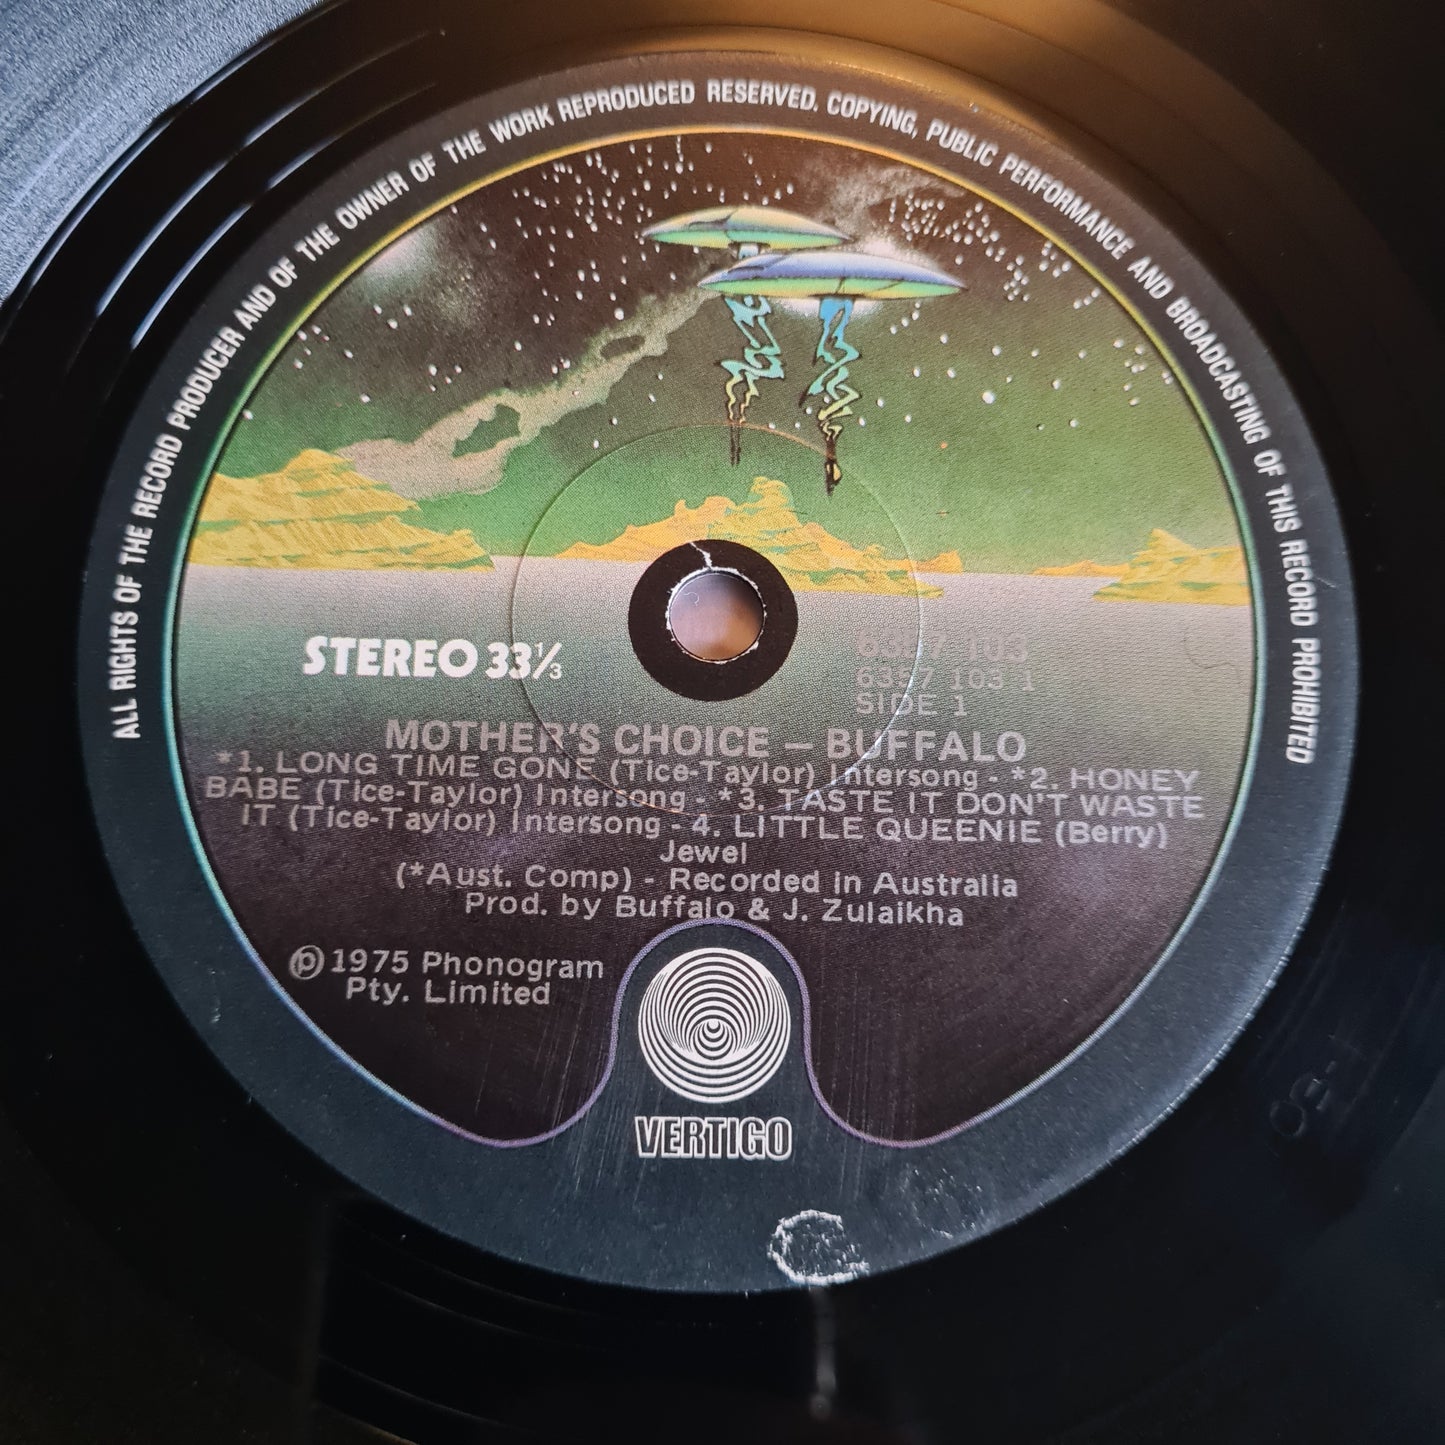 ALL RIGHTS OF THE RECORD PRODUCER AND OF THE OWNER OF THE WORK REPRODUCED RESERVED. COPYING, PUBLIC PERFORMANCE AND BROADCASTING OF THIS RECORD PROHIBITED
STEREO 33⅓
6357 103
6357 103 1
SIDE 1
MOTHER'S CHOICE — BUFFALO
*1. LONG TIME GONE (Tice-Taylor) Intersong - *2. HONEY
BABE (Tice-Taylor) Intersong - *3. TASTE IT DON'T WASTE
IT (Tice-Taylor) Intersong - 4. LITTLE QUEENIE (Berry)
Jewel
(*Aust. Comp) - Recorded in Australia
Prod. by Buffalo & J. Zulaikha
℗ 1975 Phonogram
Pty. Limited
VERTIGO